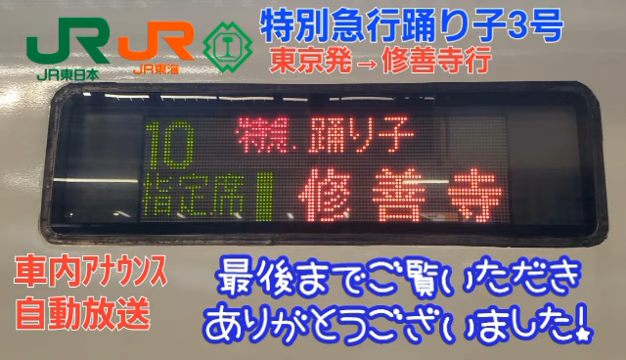 JR JR 特別急行踊り子3号
JR東日本 JR東海 東京発→修善寺行
10 特急 踊り子
指定席 修善寺
車内アナウンス
自動放送
最後までご覧いただき
ありがとうございました!